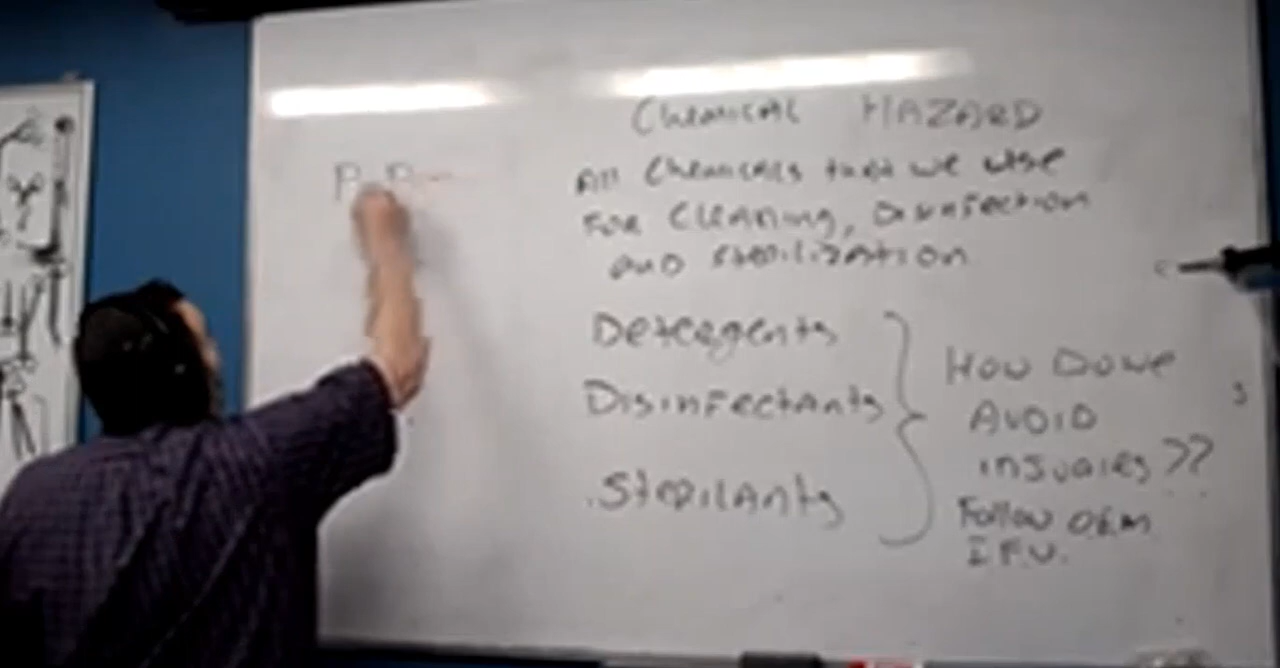 CHEMICAL HAZARD
All Chemicals that we use
For Cleaning, Disinfection
and sterilization
Detergents
Disinfectants
Sterilants
How Do we
AVOID
injuries ??
Follow O.E.M
I.F.U.